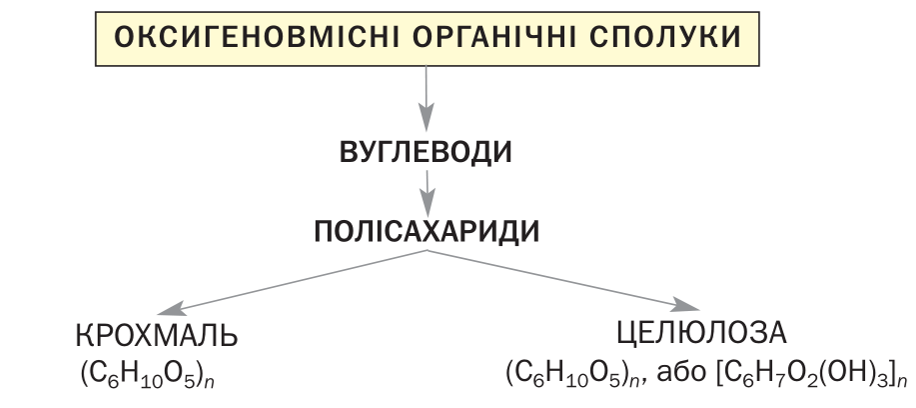 ОКСИГЕНОВМІСНІ ОРГАНІЧНІ СПОЛУКИ
ВУГЛЕВОДИ
ПОЛІСАХАРИДИ
КРОХМАЛЬ
(C₆H₁₀O₅)ₙ
ЦЕЛЮЛОЗА
(C₆H₁₀O₅)ₙ, або [C₆H₇O₂(OH)₃]ₙ